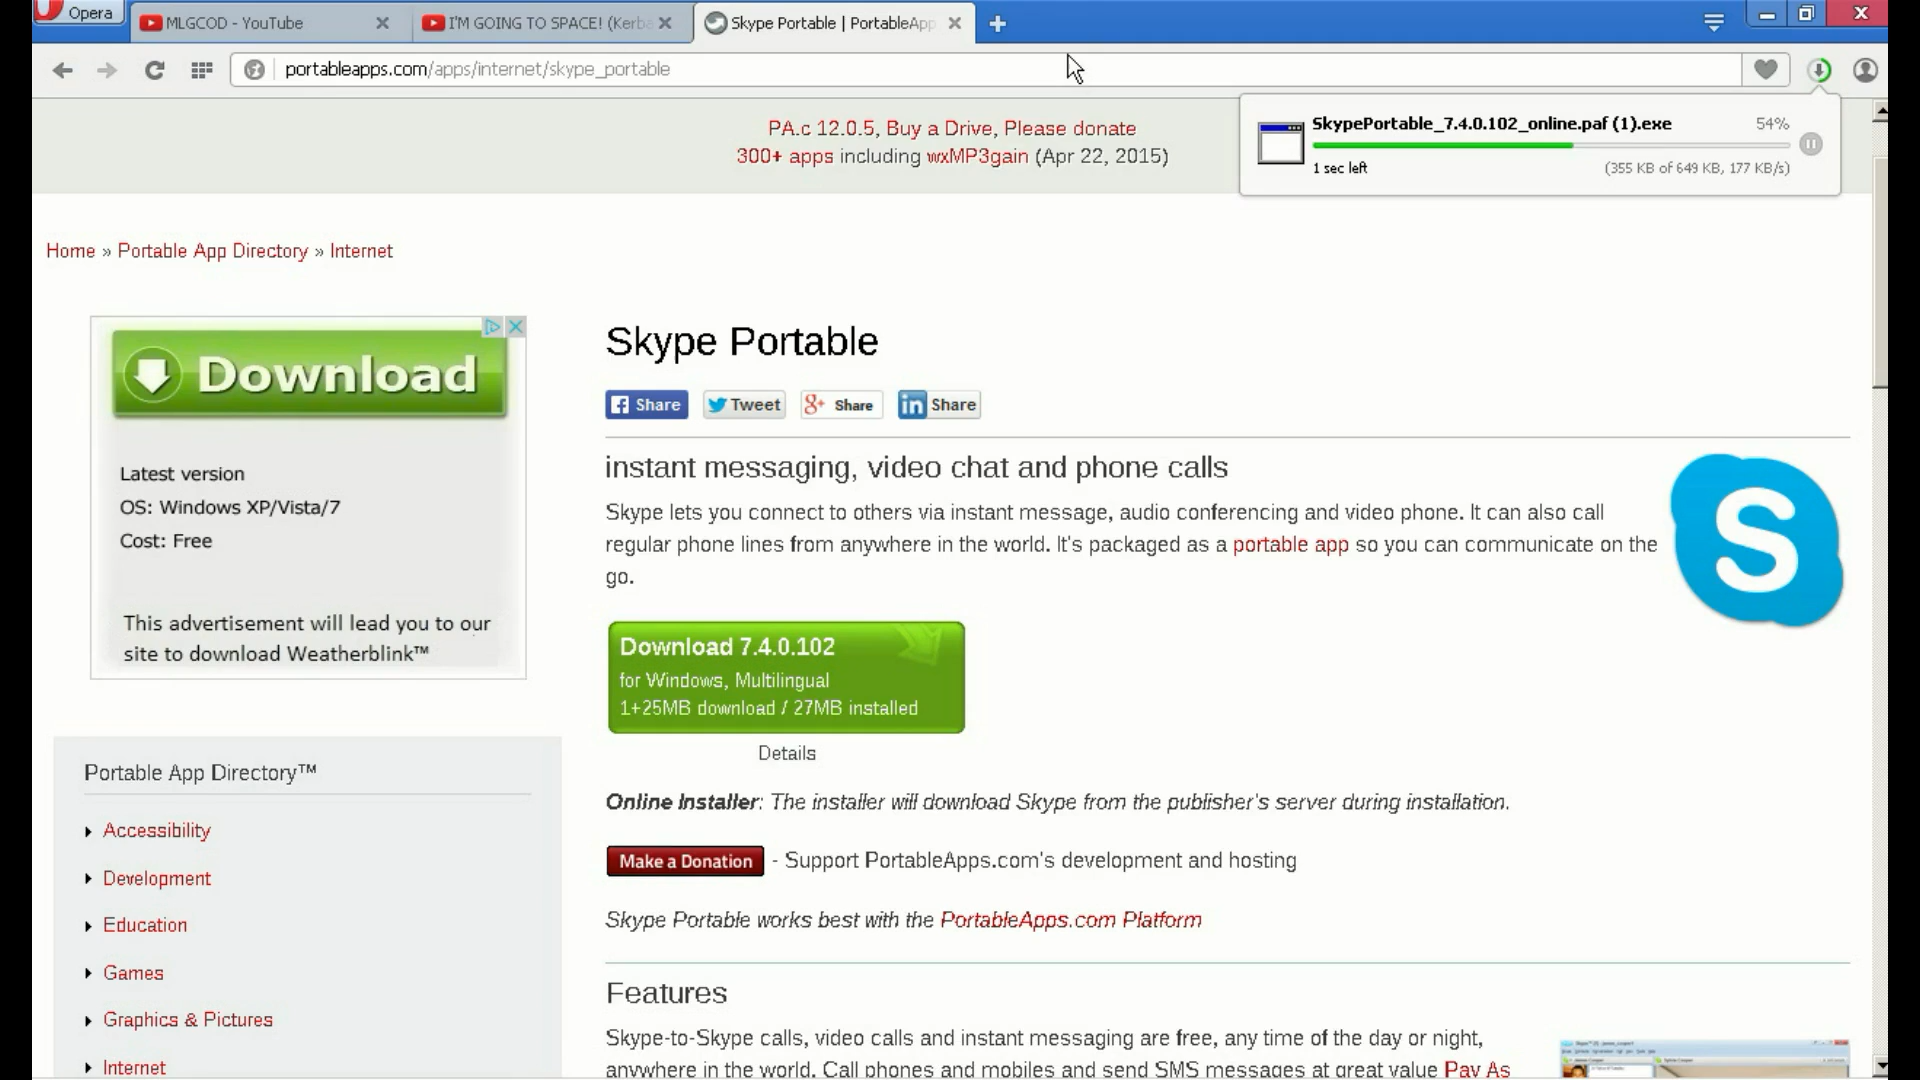 Opera
MLGCOD - YouTube
I'M GOING TO SPACE! (Kerba
Skype Portable | PortableApp
portableapps.com/apps/internet/skype_portable
PA.c 12.0.5, Buy a Drive, Please donate
300+ apps including wxMP3gain (Apr 22, 2015)
SkypePortable_7.4.0.102_online.paf (1).exe
54%
1 sec left
(355 KB of 649 KB, 177 KB/s)
Home » Portable App Directory » Internet
Download
Latest version
OS: Windows XP/Vista/7
Cost: Free
This advertisement will lead you to our
site to download Weatherblink™
Skype Portable
Share
Tweet
Share
in Share
instant messaging, video chat and phone calls
Skype lets you connect to others via instant message, audio conferencing and video phone. It can also call
regular phone lines from anywhere in the world. It's packaged as a portable app so you can communicate on the
go.
Download 7.4.0.102
for Windows, Multilingual
1+25MB download / 27MB installed
Details
Online Installer: The installer will download Skype from the publisher's server during installation.
Make a Donation - Support PortableApps.com's development and hosting
Skype Portable works best with the PortableApps.com Platform
Features
Skype-to-Skype calls, video calls and instant messaging are free, any time of the day or night,
anywhere in the world. Call phones and mobiles and send SMS messages at great value Pay As
Portable App Directory™
Accessibility
Development
Education
Games
Graphics & Pictures
Internet